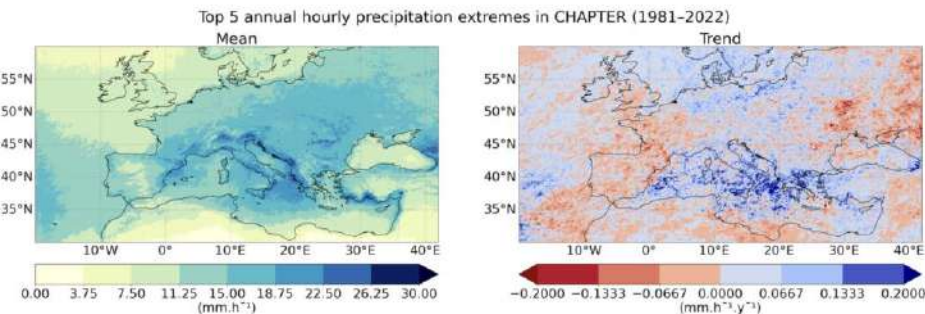 Top 5 annual hourly precipitation extremes in CHAPTER (1981–2022)
Mean
Trend
55°N
50°N
45°N
40°N
35°N
10°W 0° 10°E 20°E 30°E 40°E
55°N
50°N
45°N
40°N
35°N
10°W 0° 10°E 20°E 30°E 40°E
0.00 3.75 7.50 11.25 15.00 18.75 22.50 26.25 30.00
(mm.h⁻¹)
−0.2000 −0.1333 −0.0667 0.0000 0.0667 0.1333 0.2000
(mm.h⁻¹.y⁻¹)